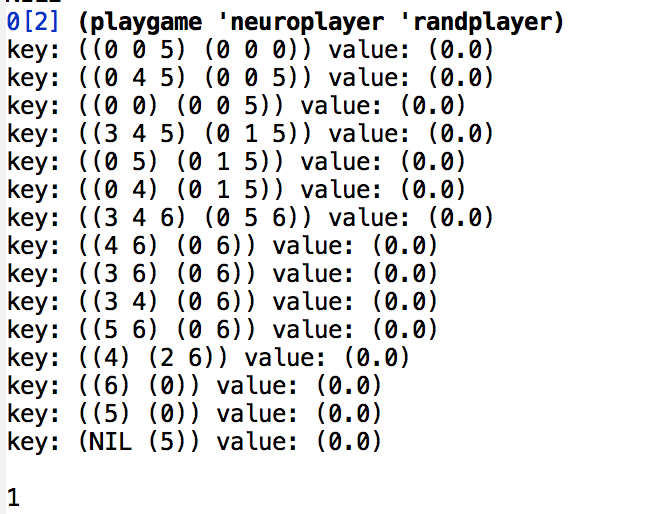 0[2] (playgame 'neuroplayer 'randplayer)
key: ((0 0 5) (0 0 0)) value: (0.0)
key: ((0 4 5) (0 0 5)) value: (0.0)
key: ((0 0) (0 0 5)) value: (0.0)
key: ((3 4 5) (0 1 5)) value: (0.0)
key: ((0 5) (0 1 5)) value: (0.0)
key: ((0 4) (0 1 5)) value: (0.0)
key: ((3 4 6) (0 5 6)) value: (0.0)
key: ((4 6) (0 6)) value: (0.0)
key: ((3 6) (0 6)) value: (0.0)
key: ((3 4) (0 6)) value: (0.0)
key: ((5 6) (0 6)) value: (0.0)
key: ((4) (2 6)) value: (0.0)
key: ((6) (0)) value: (0.0)
key: ((5) (0)) value: (0.0)
key: (NIL (5)) value: (0.0)
1